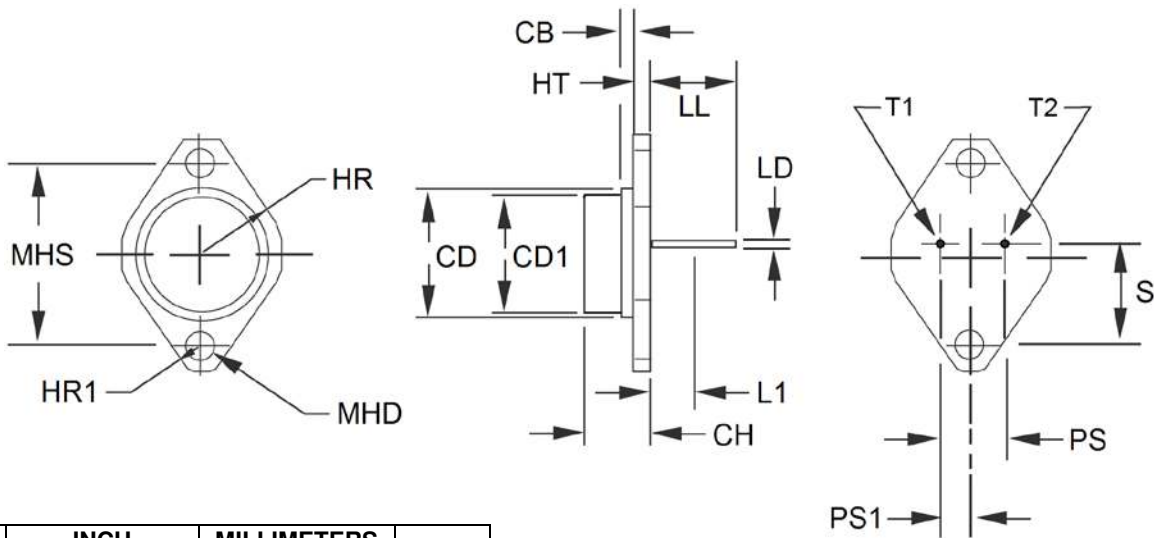 CB
HT
LL
T1
T2
HR
LD
MHS
CD
CD1
S
HR1
MHD
L1
CH
PS
PS1
INCH
MILLIMETERS